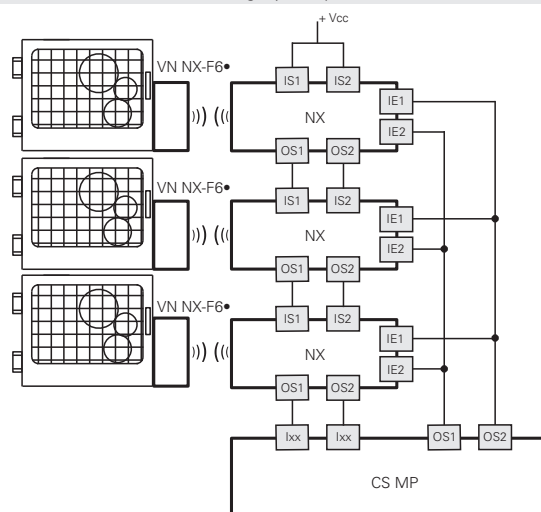 + Vcc
VN NX-F6•
IS1 IS2
IE1
NX
IE2
OS1 OS2
VN NX-F6•
IS1 IS2
IE1
NX
IE2
OS1 OS2
VN NX-F6•
IS1 IS2
IE1
NX
IE2
OS1 OS2
Ixx Ixx OS1 OS2
CS MP